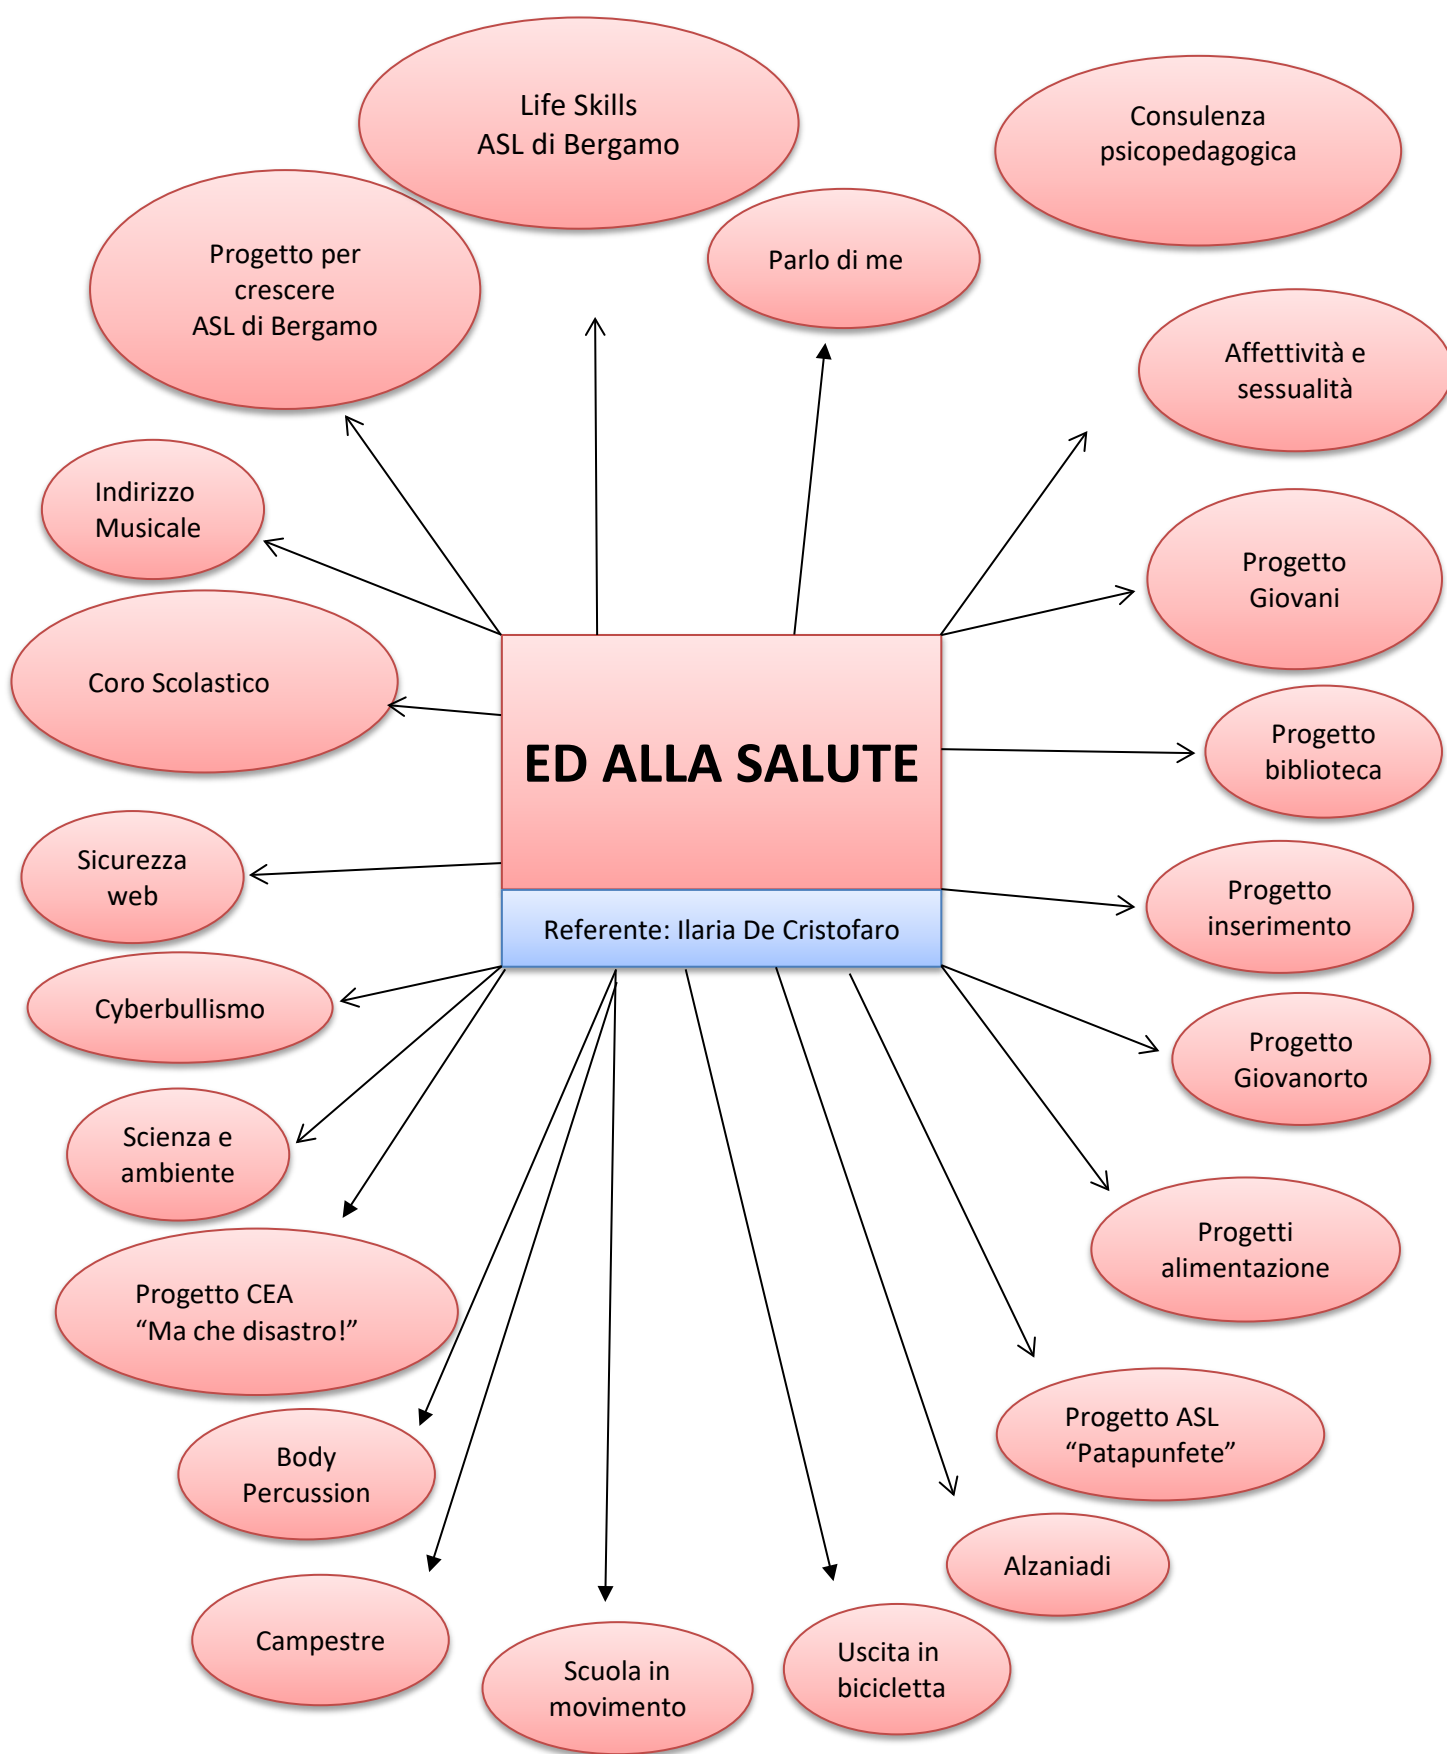 Life Skills
ASL di Bergamo
Consulenza
psicopedagogica
Progetto per
crescere
ASL di Bergamo
Parlo di me
Affettività e
sessualità
Indirizzo
Musicale
Progetto
Giovani
Coro Scolastico
ED ALLA SALUTE
Progetto
biblioteca
Sicurezza
web
Referente: Ilaria De Cristofaro
Progetto
inserimento
Cyberbullismo
Progetto
Giovanorto
Scienza e
ambiente
Progetti
alimentazione
Progetto CEA
“Ma che disastro!”
Progetto ASL
“Patapunfete”
Body
Percussion
Alzaniadi
Campestre
Scuola in
movimento
Uscita in
bicicletta